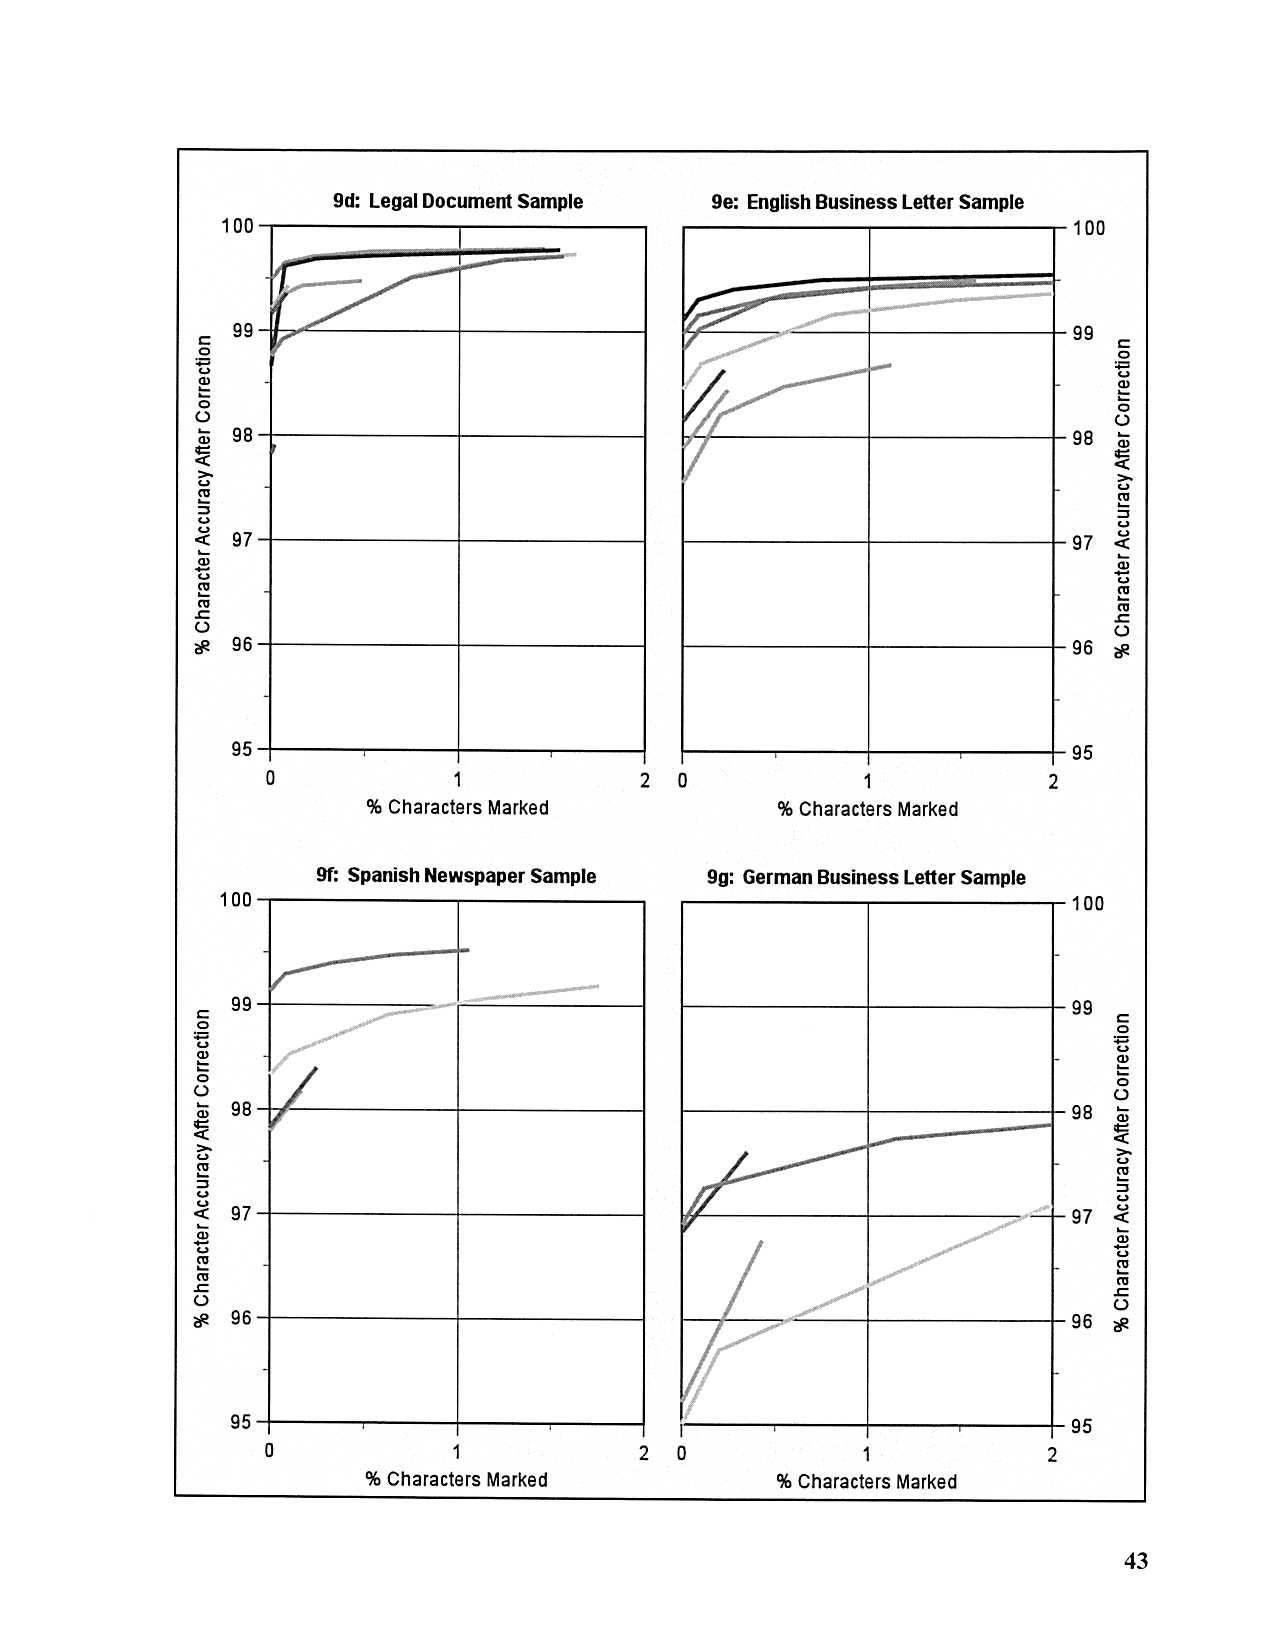 9d: Legal Document Sample
100
99
98
97
96
95
0 1 2
% Characters Marked
% Character Accuracy After Correction
9e: English Business Letter Sample
100
99
98
97
96
95
0 1 2
% Characters Marked
% Character Accuracy After Correction
9f: Spanish Newspaper Sample
100
99
98
97
96
95
0 1 2
% Characters Marked
% Character Accuracy After Correction
9g: German Business Letter Sample
100
99
98
97
96
95
0 1 2
% Characters Marked
% Character Accuracy After Correction
43